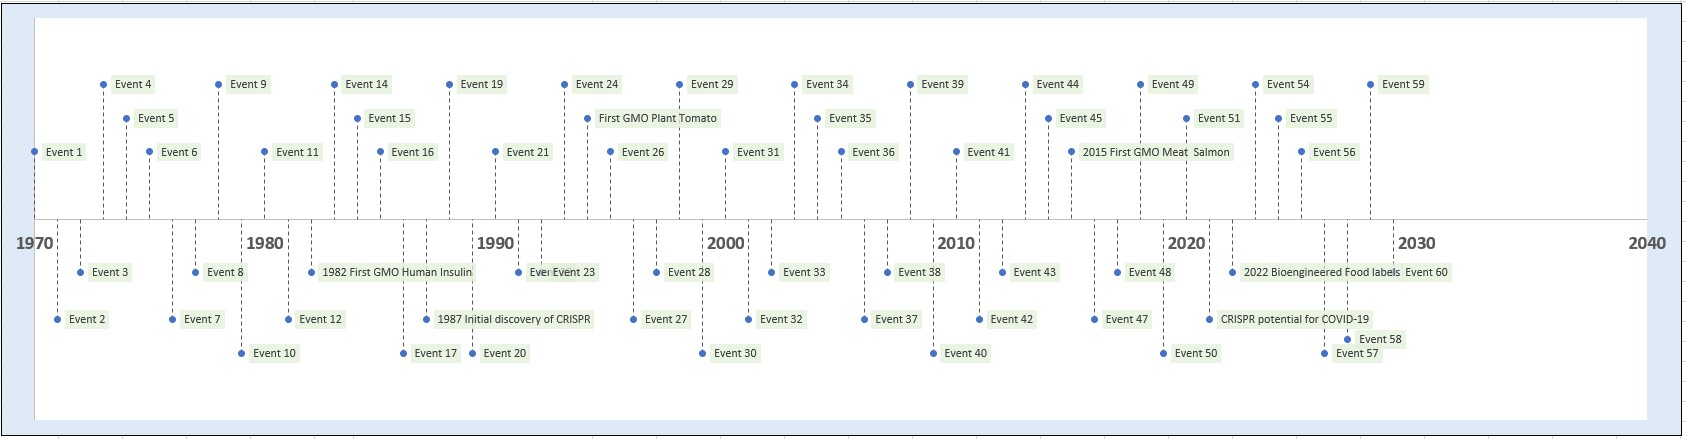 Event 4
Event 9
Event 14
Event 19
Event 24
Event 29
Event 34
Event 39
Event 44
Event 49
Event 54
Event 59
Event 5
Event 15
First GMO Plant Tomato
Event 35
Event 45
Event 51
Event 55
Event 1
Event 6
Event 11
Event 16
Event 21
Event 26
Event 31
Event 36
Event 41
2015 First GMO Meat Salmon
Event 56
1970
1980
1990
2000
2010
2020
2030
2040
Event 3
Event 8
1982 First GMO Human Insulin
Event 23
Event 28
Event 33
Event 38
Event 43
Event 48
2022 Bioengineered Food labels
Event 60
Event 2
Event 7
Event 12
1987 Initial discovery of CRISPR
Event 27
Event 32
Event 37
Event 42
Event 47
CRISPR potential for COVID-19
Event 58
Event 10
Event 17
Event 20
Event 30
Event 40
Event 50
Event 57